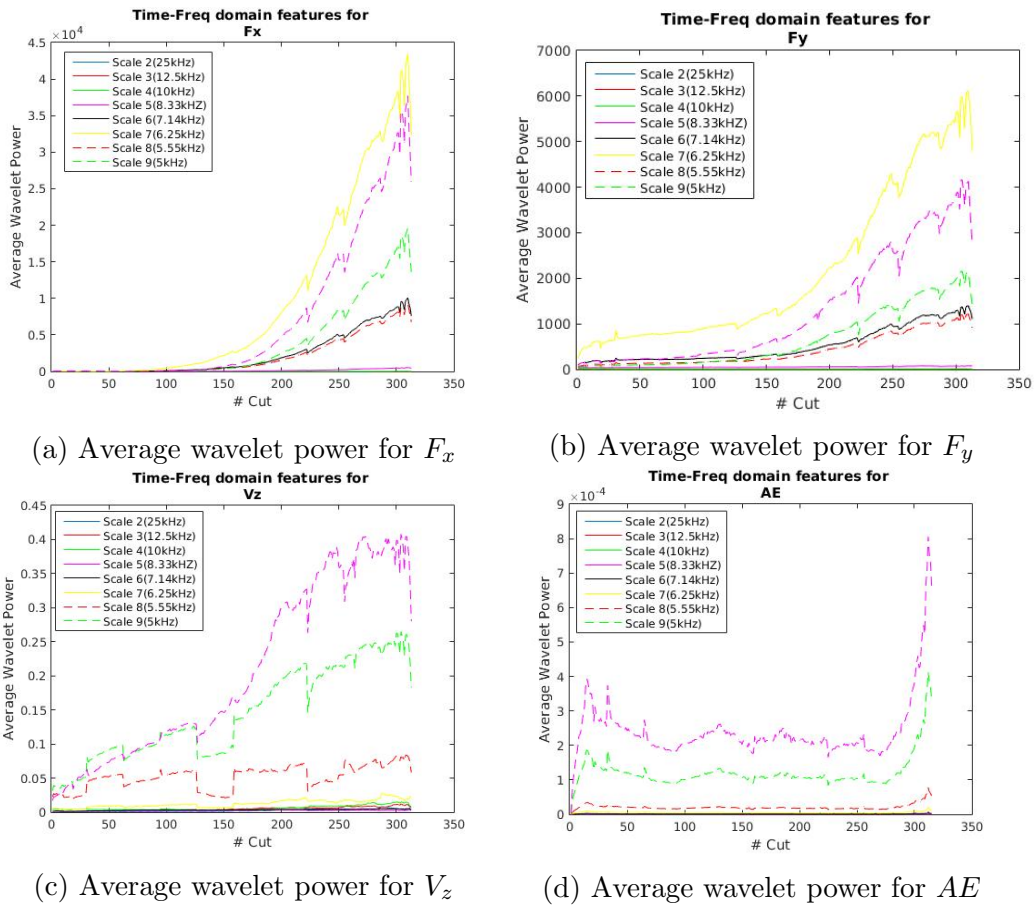 Time-Freq domain features for
Fx
×10^4
4.5
4
3.5
3
2.5
2
1.5
1
0.5
0
Average Wavelet Power
Scale 2(25kHz)
Scale 3(12.5kHz)
Scale 4(10kHz)
Scale 5(8.33kHZ)
Scale 6(7.14kHz)
Scale 7(6.25kHz)
Scale 8(5.55kHz)
Scale 9(5kHz)
0 50 100 150 200 250 300 350
# Cut
(a) Average wavelet power for F_x
Time-Freq domain features for
Fy
7000
6000
5000
4000
3000
2000
1000
0
Average Wavelet Power
Scale 2(25kHz)
Scale 3(12.5kHz)
Scale 4(10kHz)
Scale 5(8.33kHZ)
Scale 6(7.14kHz)
Scale 7(6.25kHz)
Scale 8(5.55kHz)
Scale 9(5kHz)
0 50 100 150 200 250 300 350
# Cut
(b) Average wavelet power for F_y
Time-Freq domain features for
Vz
0.45
0.4
0.35
0.3
0.25
0.2
0.15
0.1
0.05
0
Average Wavelet Power
Scale 2(25kHz)
Scale 3(12.5kHz)
Scale 4(10kHz)
Scale 5(8.33kHZ)
Scale 6(7.14kHz)
Scale 7(6.25kHz)
Scale 8(5.55kHz)
Scale 9(5kHz)
0 50 100 150 200 250 300 350
# Cut
(c) Average wavelet power for V_z
Time-Freq domain features for
AE
×10^-4
9
8
7
6
5
4
3
2
1
0
Average Wavelet Power
Scale 2(25kHz)
Scale 3(12.5kHz)
Scale 4(10kHz)
Scale 5(8.33kHZ)
Scale 6(7.14kHz)
Scale 7(6.25kHz)
Scale 8(5.55kHz)
Scale 9(5kHz)
0 50 100 150 200 250 300 350
# Cut
(d) Average wavelet power for AE